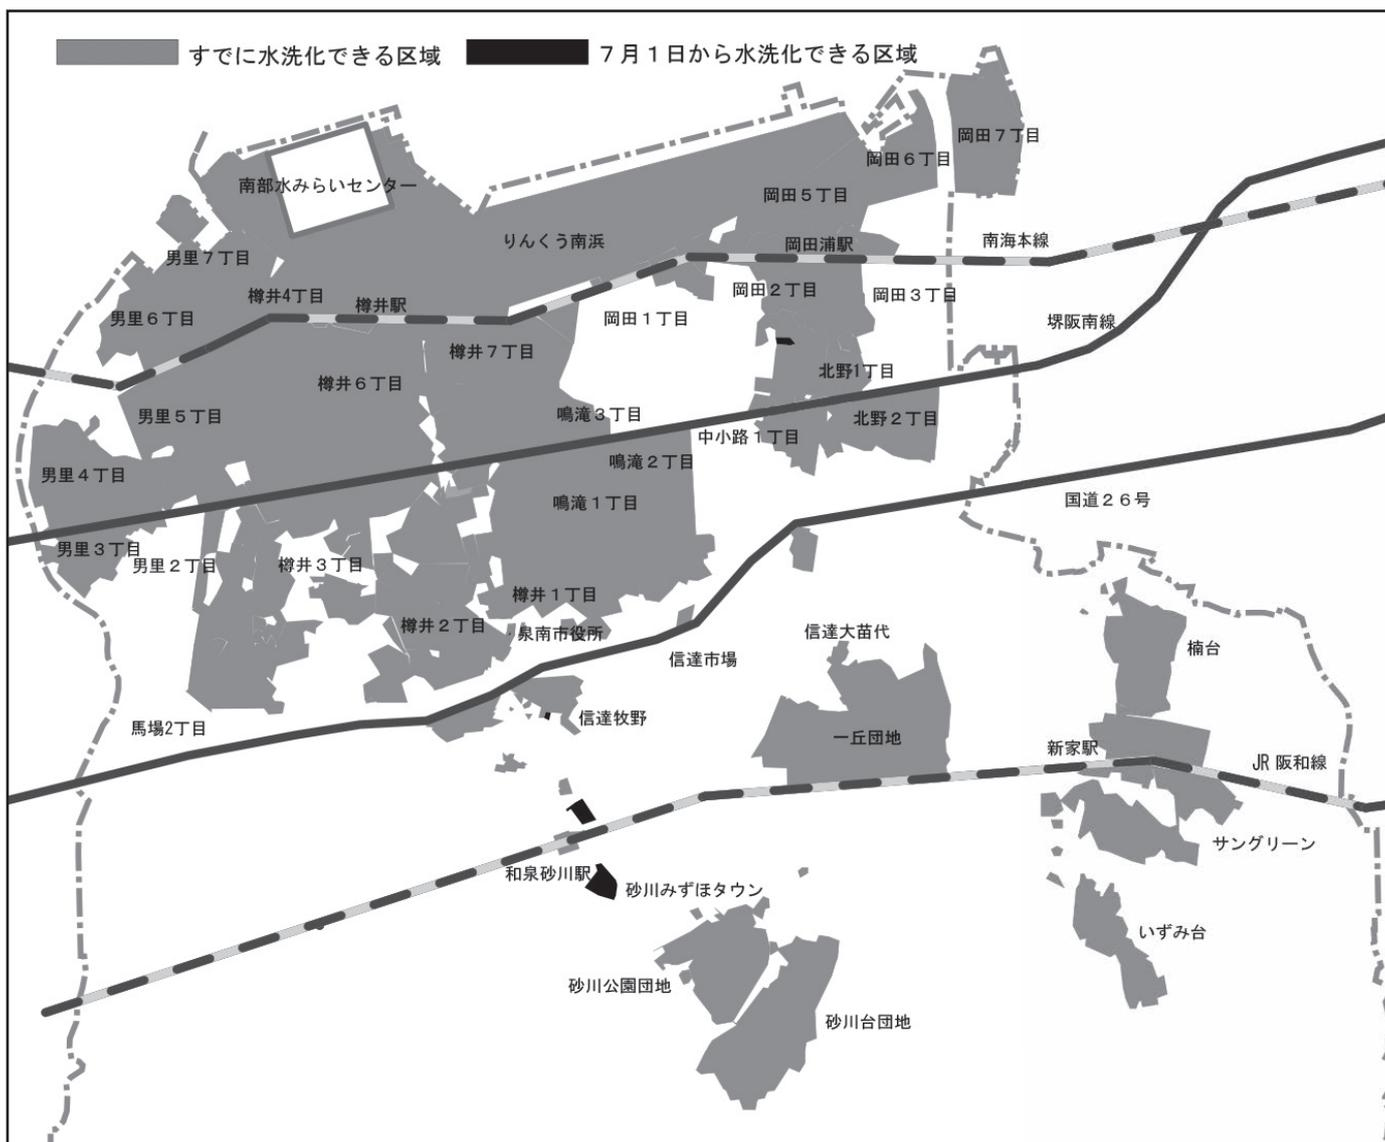 すでに水洗化できる区域
７月１日から水洗化できる区域
岡田７丁目
岡田６丁目
南部水みらいセンター
岡田５丁目
りんくう南浜
岡田浦駅
南海本線
男里７丁目
樽井4丁目
樽井駅
岡田２丁目
岡田３丁目
男里６丁目
岡田１丁目
堺阪南線
樽井７丁目
樽井６丁目
北野1丁目
男里５丁目
鳴滝３丁目
北野２丁目
中小路１丁目
男里４丁目
鳴滝２丁目
鳴滝１丁目
国道２６号
男里３丁目
男里２丁目
樽井３丁目
樽井１丁目
樽井２丁目
泉南市役所
信達大苗代
信達市場
楠台
馬場2丁目
信達牧野
一丘団地
新家駅
JR 阪和線
サングリーン
和泉砂川駅
砂川みずほタウン
いずみ台
砂川公園団地
砂川台団地